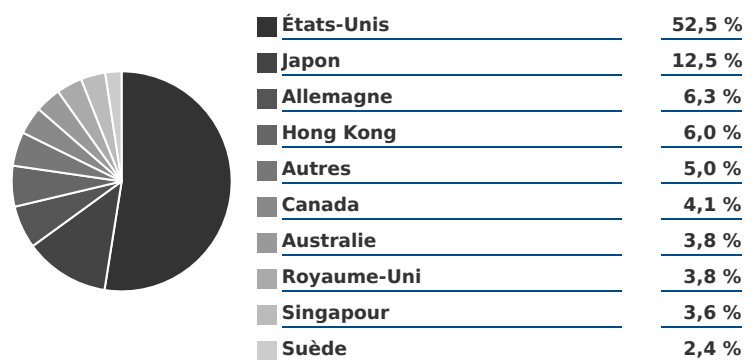 États-Unis 52,5 %
Japon 12,5 %
Allemagne 6,3 %
Hong Kong 6,0 %
Autres 5,0 %
Canada 4,1 %
Australie 3,8 %
Royaume-Uni 3,8 %
Singapour 3,6 %
Suède 2,4 %